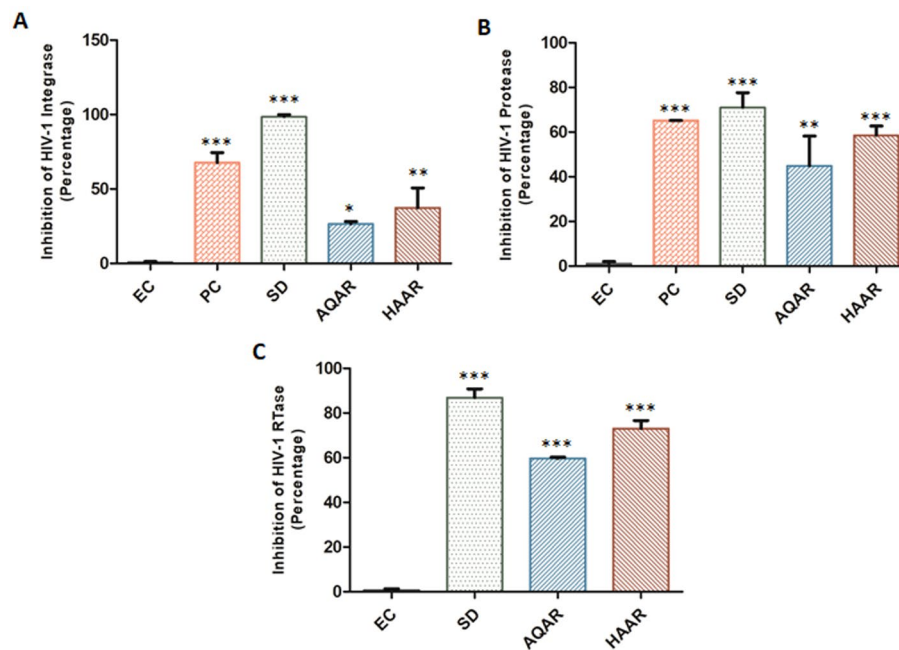 A
Inhibition of HIV-1 Integrase
(Percentage)
150
100
50
0
***
***
*
**
EC
PC
SD
AQAR
HAAR
B
Inhibition of HIV-1 Protease
(Percentage)
100
80
60
40
20
0
***
***
**
***
EC
PC
SD
AQAR
HAAR
C
Inhibition of HIV-1 RTase
(Percentage)
100
80
60
40
20
0
***
***
***
EC
SD
AQAR
HAAR